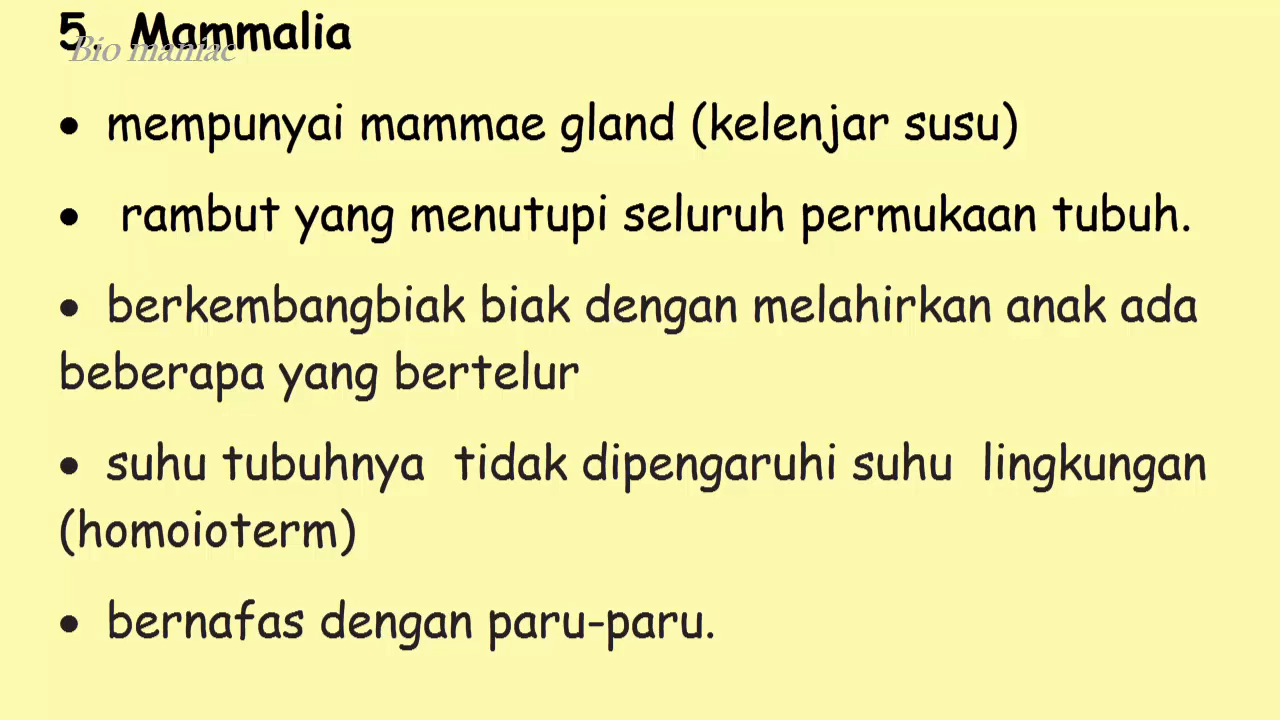 5. Mammalia
Bio maniac
• mempunyai mammae gland (kelenjar susu)
• rambut yang menutupi seluruh permukaan tubuh.
• berkembangbiak biak dengan melahirkan anak ada
beberapa yang bertelur
• suhu tubuhnya tidak dipengaruhi suhu lingkungan
(homoioterm)
• bernafas dengan paru-paru.